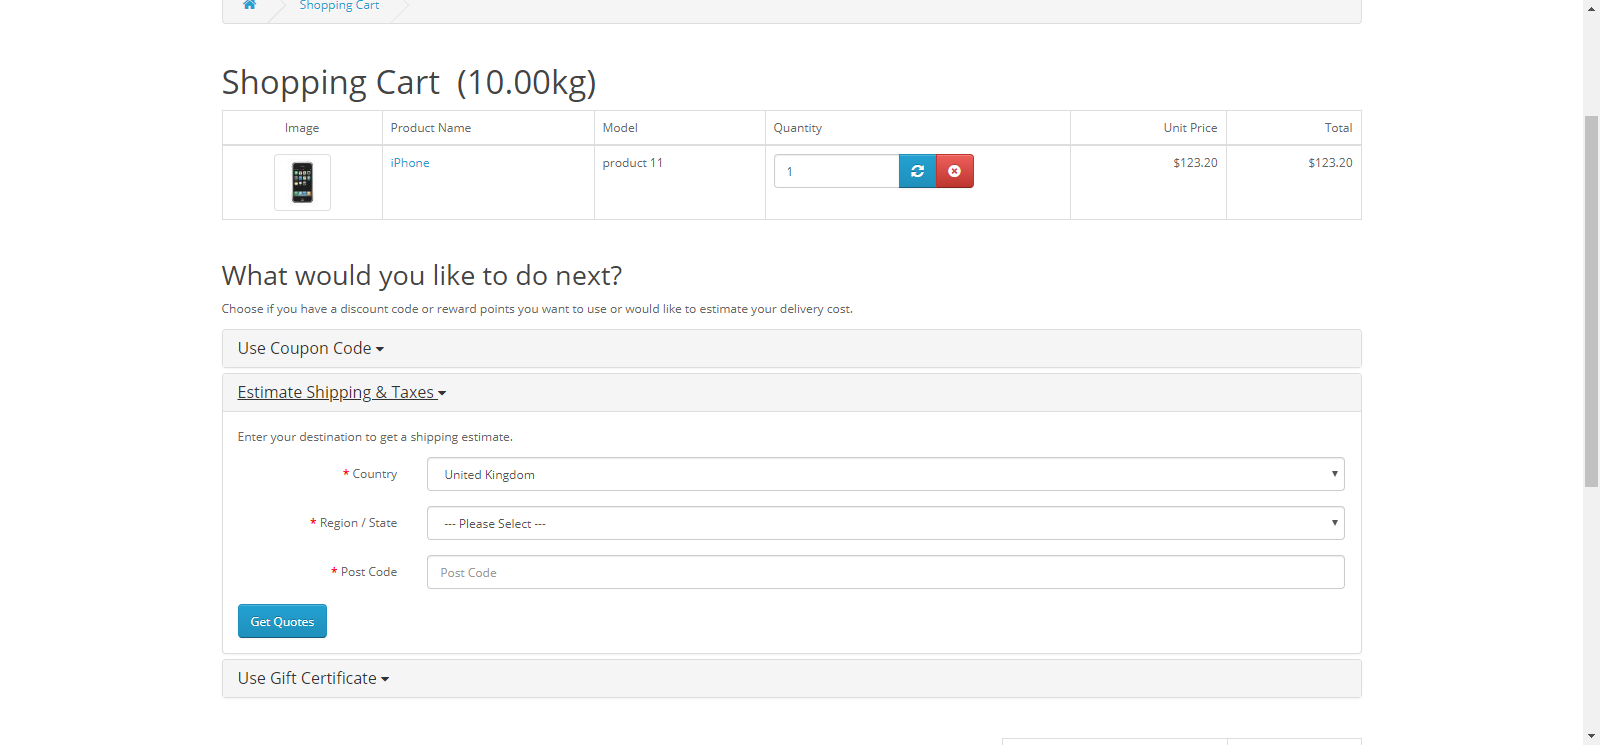 Shopping Cart
Shopping Cart  (10.00kg)
Image Product Name Model Quantity Unit Price Total
iPhone product 11 1 $123.20 $123.20
What would you like to do next?
Choose if you have a discount code or reward points you want to use or would like to estimate your delivery cost.
Use Coupon Code
Estimate Shipping & Taxes
Enter your destination to get a shipping estimate.
* Country United Kingdom
* Region / State --- Please Select ---
* Post Code Post Code
Get Quotes
Use Gift Certificate